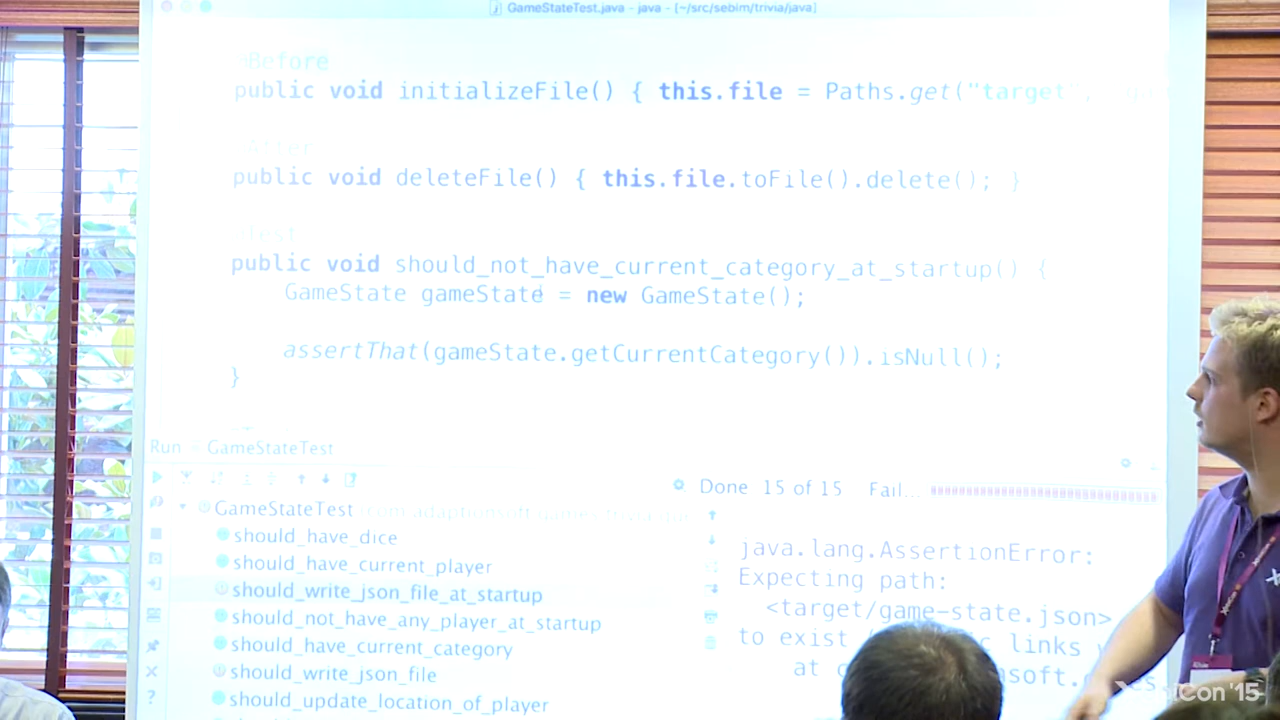 GameStateTest.java - java - [~/src/sebim/trivia/java]
@Before
public void initializeFile() { this.file = Paths.get("target",
@After
public void deleteFile() { this.file.toFile().delete(); }
@Test
public void should_not_have_current_category_at_startup() {
GameState gameState = new GameState();
assertThat(gameState.getCurrentCategory()).isNull();
}
Run GameStateTest
Done 15 of 15 Fail...
GameStateTest
should_have_dice
should_have_current_player
should_write_json_file_at_startup
should_not_have_any_player_at_startup
should_have_current_category
should_write_json_file
should_update_location_of_player
java.lang.AssertionError:
Expecting path:
<target/game-state.json>
to exist links
at